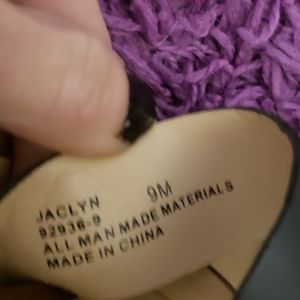 JACLYN 9M
92936-9
ALL MAN MADE MATERIALS
MADE IN CHINA